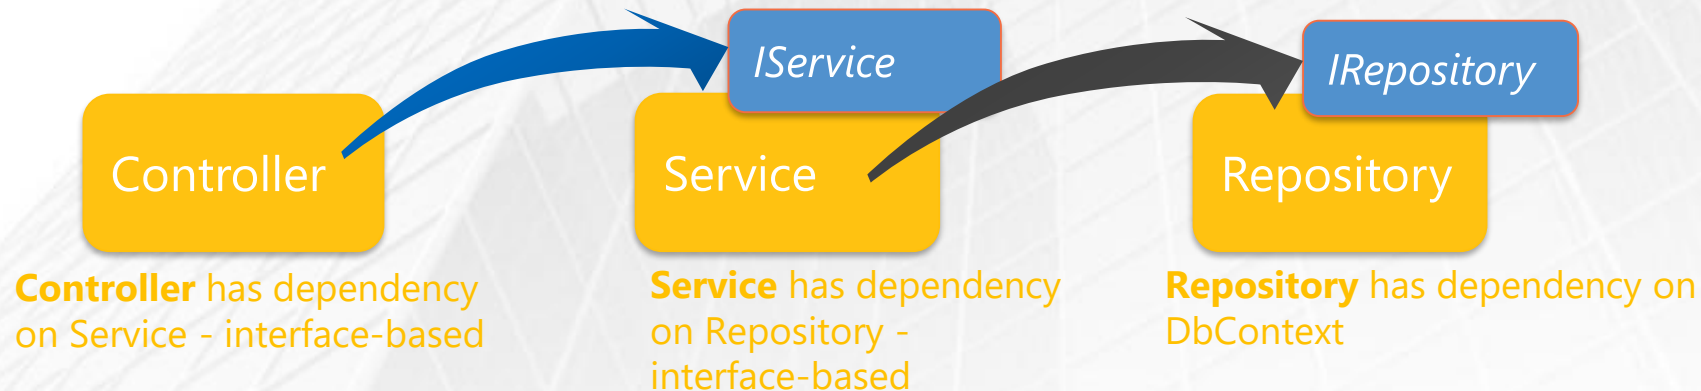 IService
IRepository
Controller
Service
Repository
Controller has dependency
on Service - interface-based
Service has dependency
on Repository -
interface-based
Repository has dependency on
DbContext